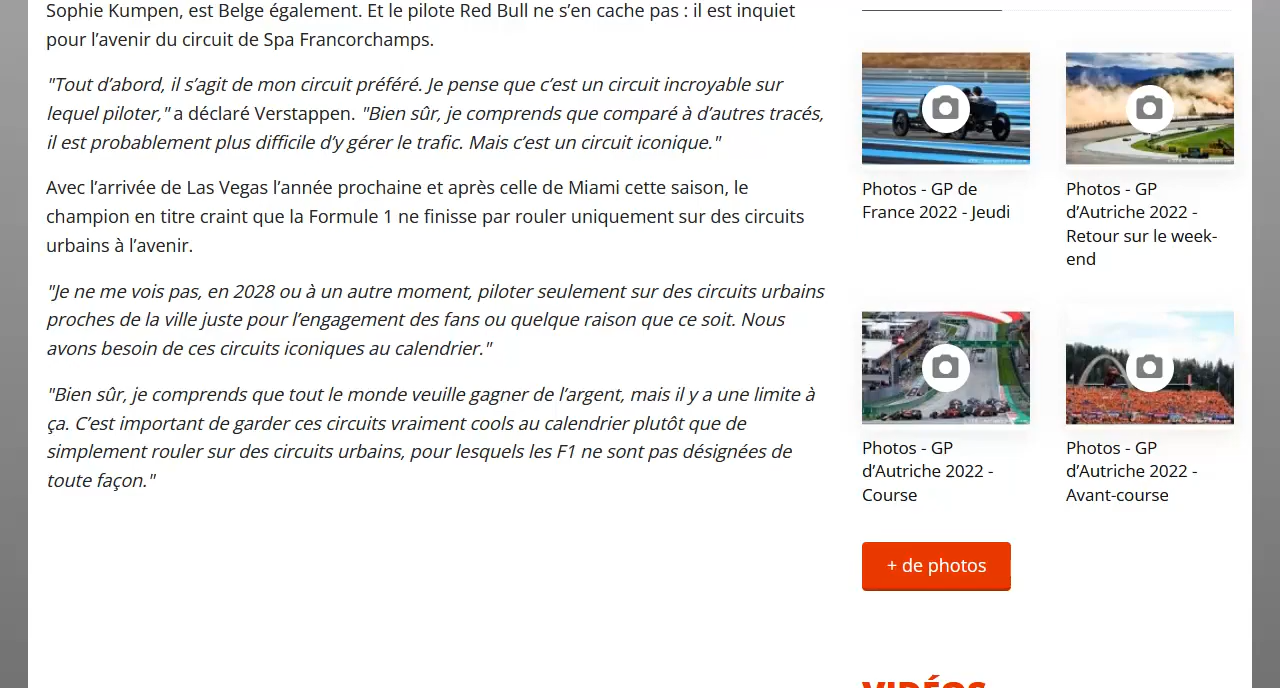 Sophie Kumpen, est Belge également. Et le pilote Red Bull ne s’en cache pas : il est inquiet
pour l’avenir du circuit de Spa Francorchamps.
"Tout d’abord, il s’agit de mon circuit préféré. Je pense que c’est un circuit incroyable sur
lequel piloter," a déclaré Verstappen. "Bien sûr, je comprends que comparé à d’autres tracés,
il est probablement plus difficile d’y gérer le trafic. Mais c’est un circuit iconique."
Avec l’arrivée de Las Vegas l’année prochaine et après celle de Miami cette saison, le
champion en titre craint que la Formule 1 ne finisse par rouler uniquement sur des circuits
urbains à l’avenir.
"Je ne me vois pas, en 2028 ou à un autre moment, piloter seulement sur des circuits urbains
proches de la ville juste pour l’engagement des fans ou quelque raison que ce soit. Nous
avons besoin de ces circuits iconiques au calendrier."
"Bien sûr, je comprends que tout le monde veuille gagner de l’argent, mais il y a une limite à
ça. C’est important de garder ces circuits vraiment cools au calendrier plutôt que de
simplement rouler sur des circuits urbains, pour lesquels les F1 ne sont pas désignées de
toute façon."
Photos - GP de
France 2022 - Jeudi
Photos - GP
d’Autriche 2022 -
Retour sur le week-
end
Photos - GP
d’Autriche 2022 -
Course
Photos - GP
d’Autriche 2022 -
Avant-course
+ de photos
VIDÉOS